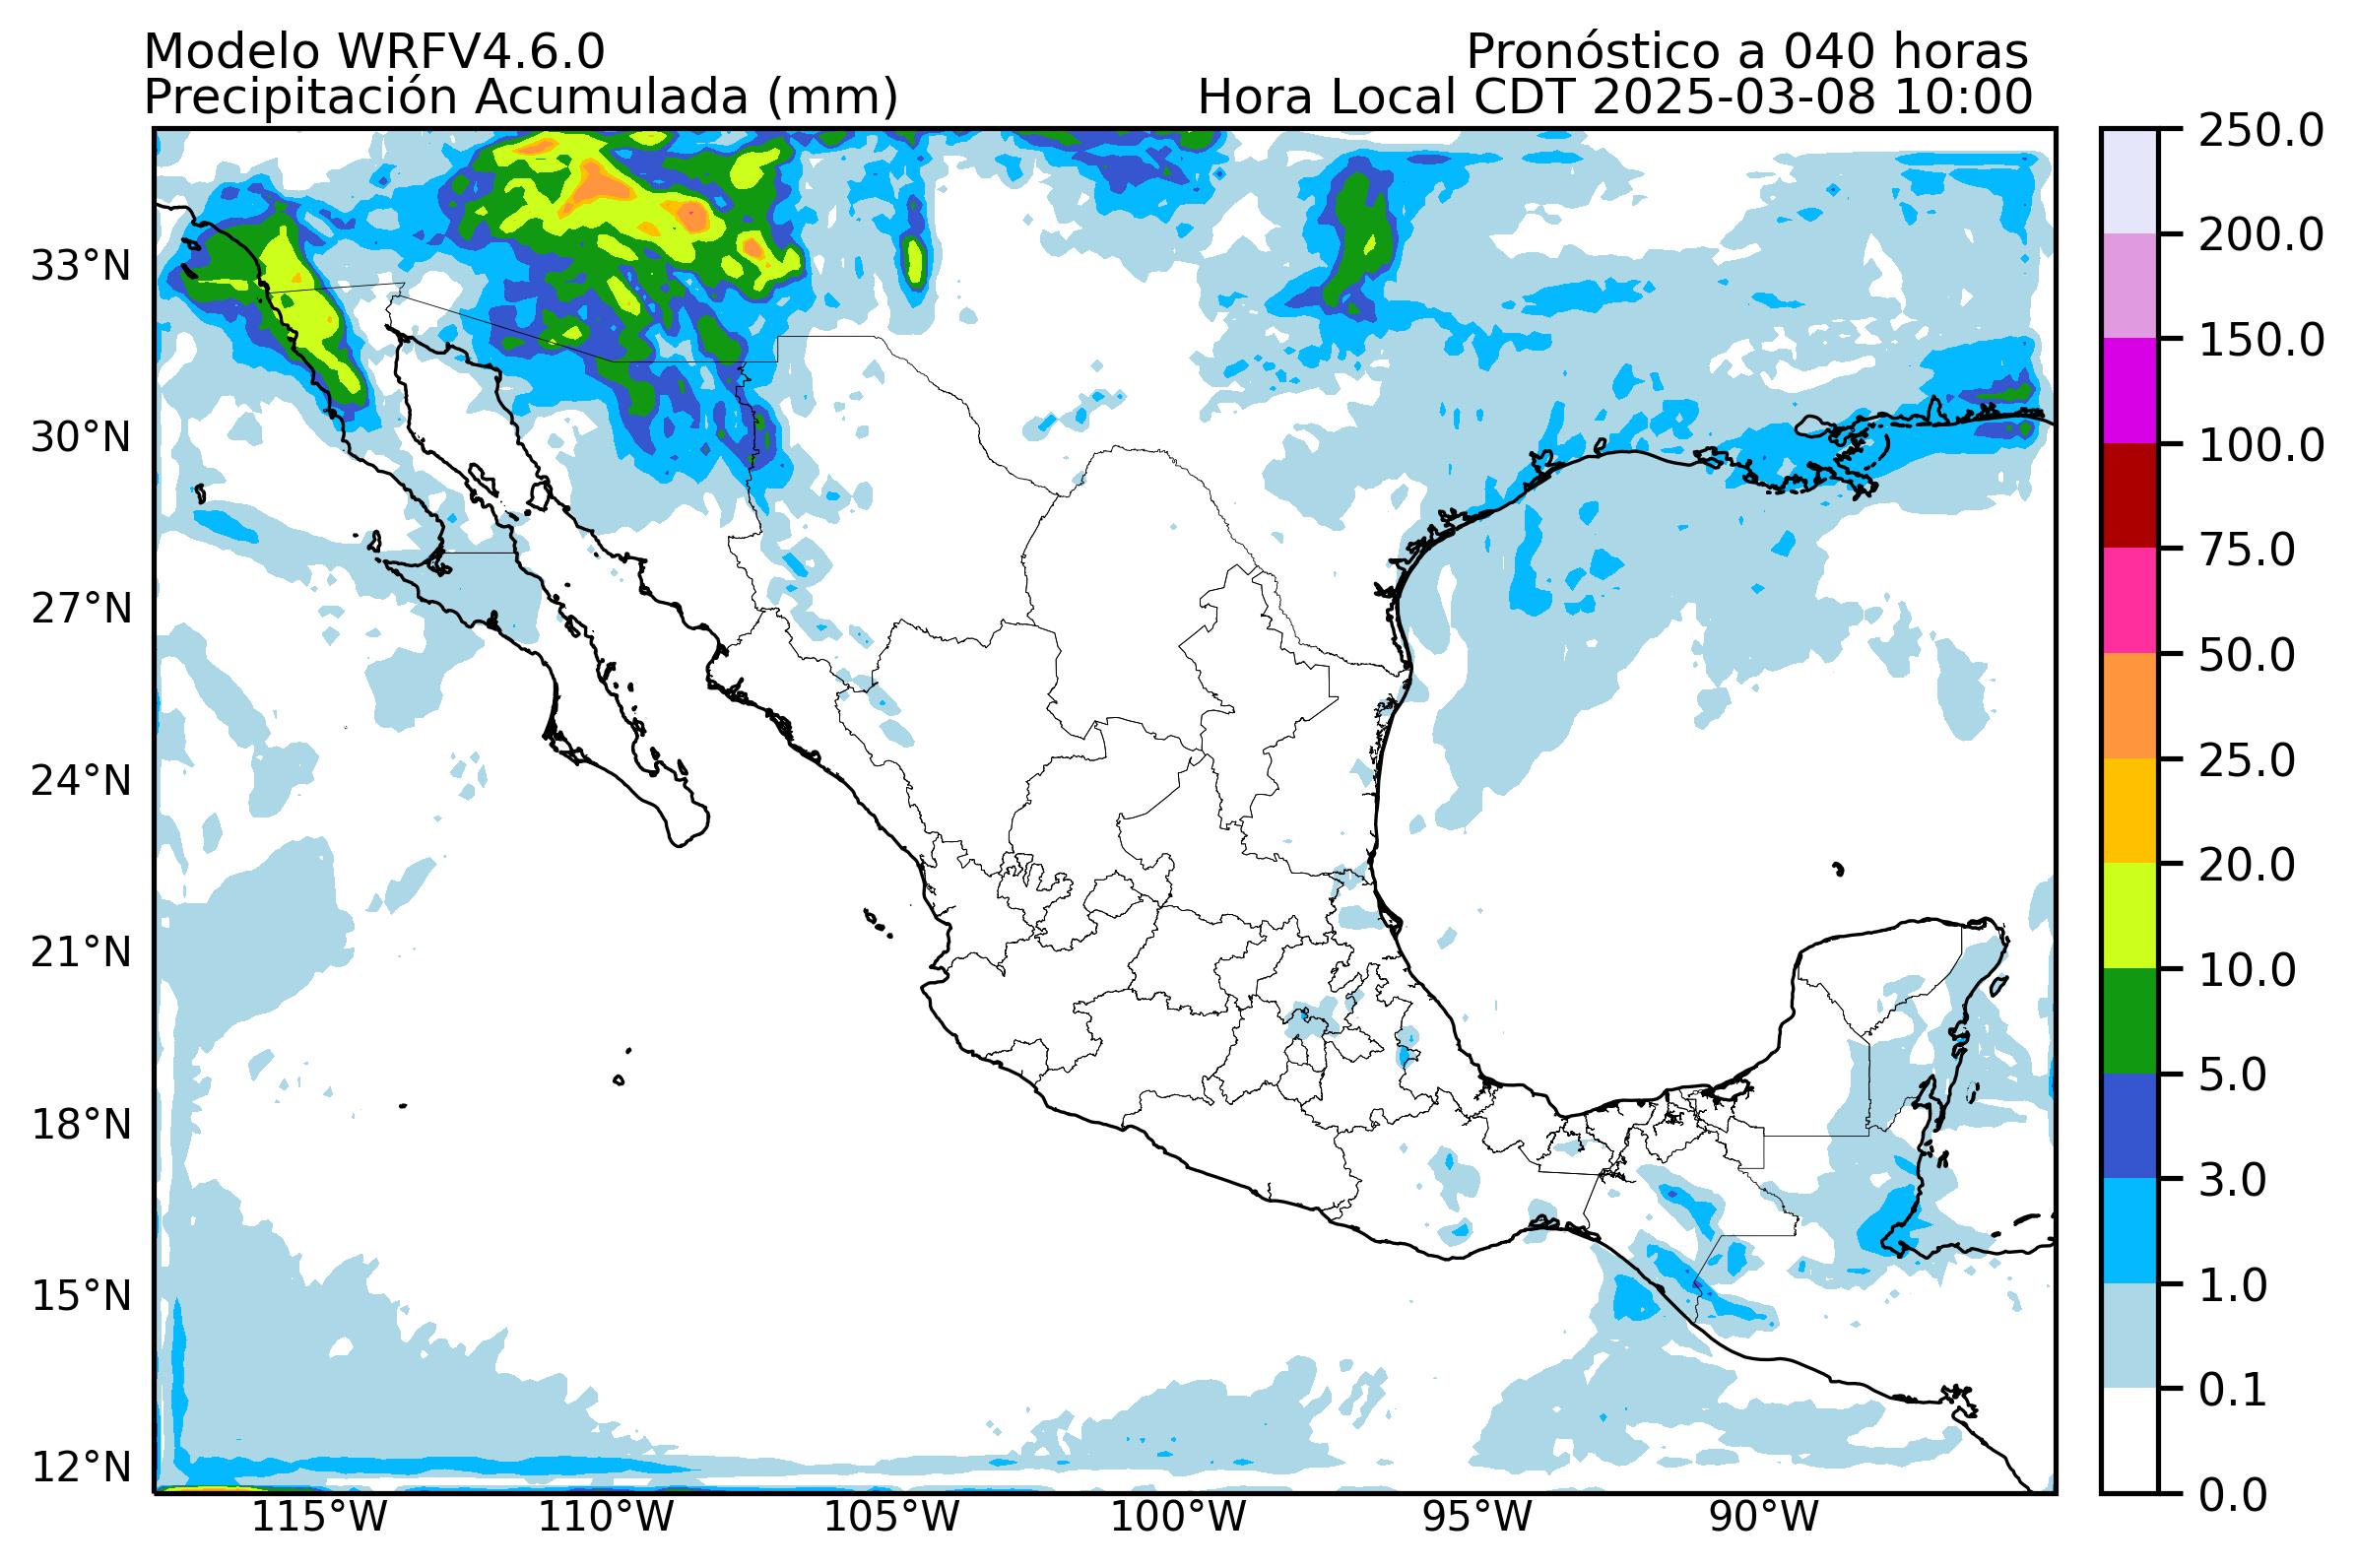 Modelo WRFV4.6.0
Pronóstico a 040 horas
Precipitación Acumulada (mm)
Hora Local CDT 2025-03-08 10:00
33°N
30°N
27°N
24°N
21°N
18°N
15°N
12°N
115°W
110°W
105°W
100°W
95°W
90°W
250.0
200.0
150.0
100.0
75.0
50.0
25.0
20.0
10.0
5.0
3.0
1.0
0.1
0.0